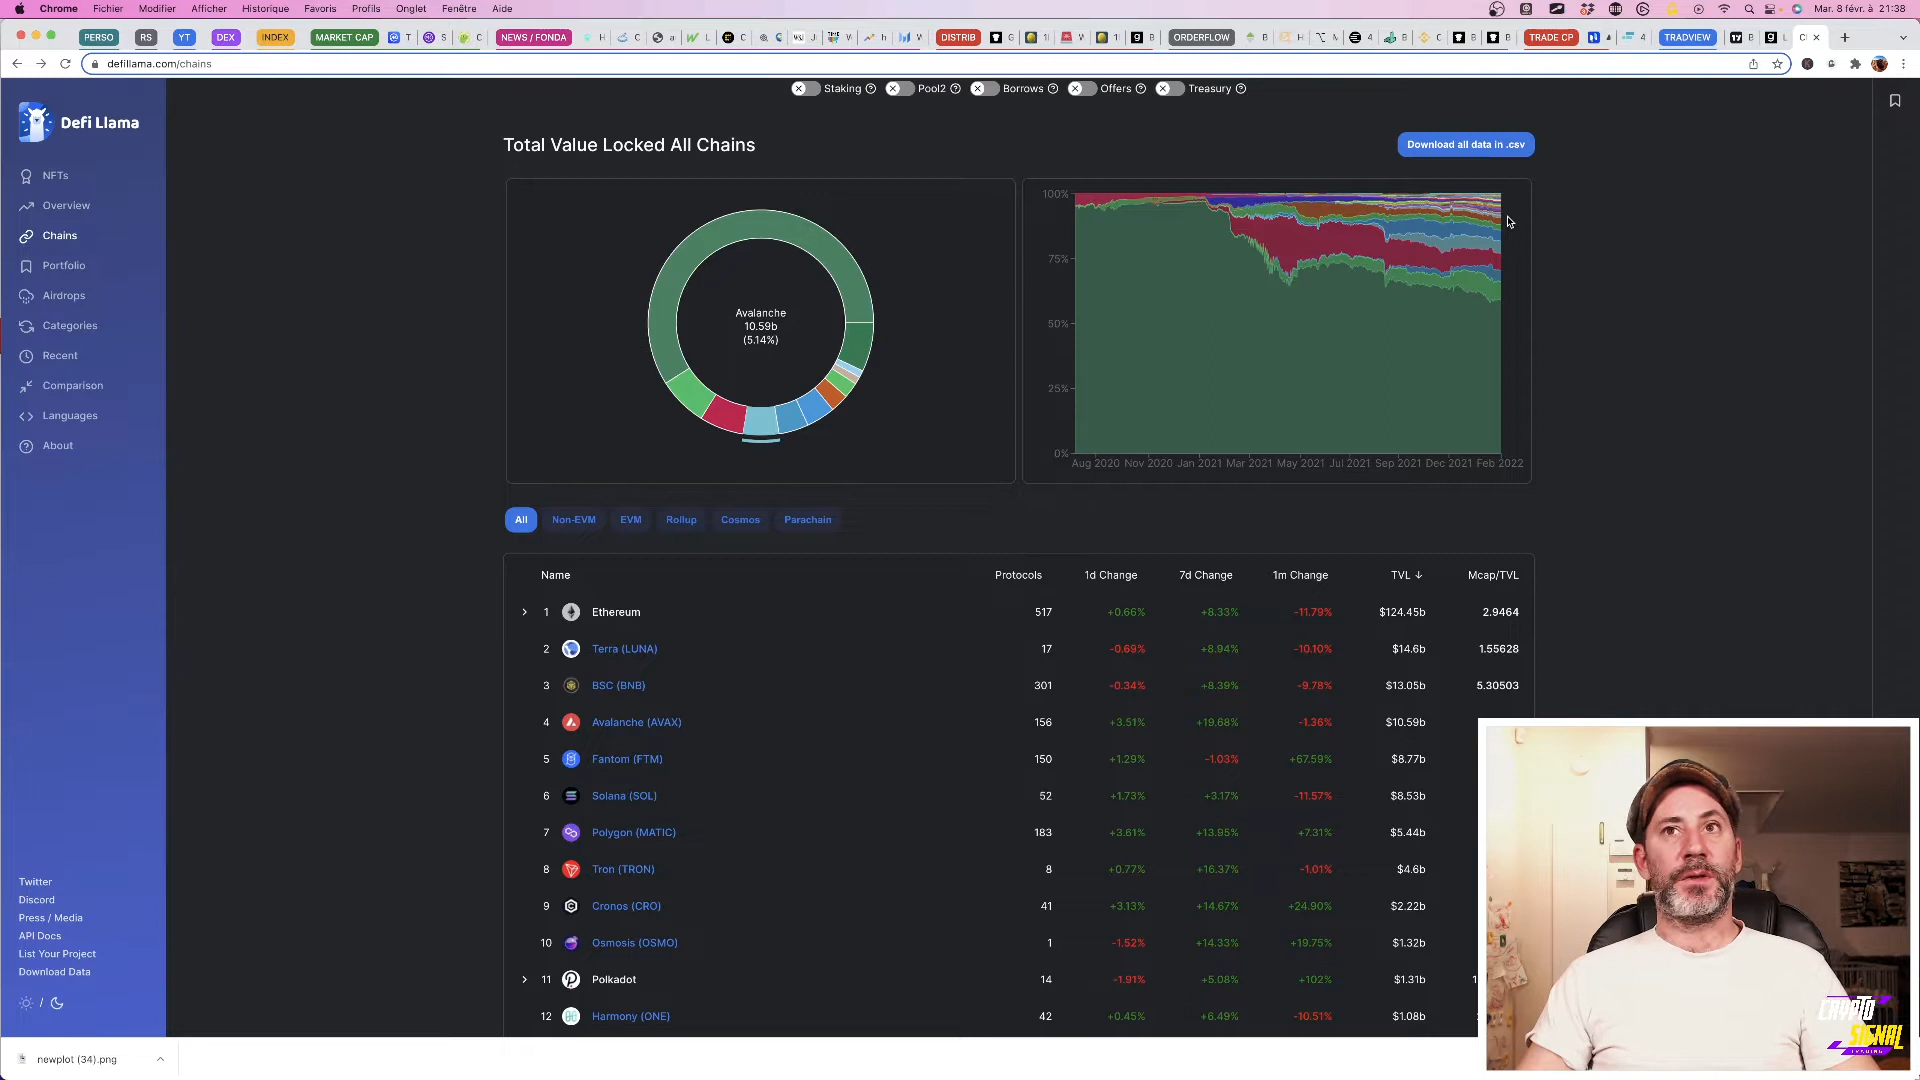 Chrome Fichier Modifier Afficher Historique Favoris Profils Onglet Fenêtre Aide Mar. 8 févr. à 21:38
PERSO RS YT DEX INDEX MARKET CAP NEWS / FONDA DISTRIB ORDERFLOW TRADE CP TRADVIEW
defillama.com/chains
Staking Pool2 Borrows Offers Treasury
Defi Llama
NFTs
Overview
Chains
Portfolio
Airdrops
Categories
Recent
Comparison
Languages
About
Twitter
Discord
Press / Media
API Docs
List Your Project
Download Data
/
Total Value Locked All Chains
Download all data in .csv
Avalanche
10.59b
(5.14%)
100%
75%
50%
25%
0%
Aug 2020 Nov 2020 Jan 2021 Mar 2021 May 2021 Jul 2021 Sep 2021 Dec 2021 Feb 2022
All Non-EVM EVM Rollup Cosmos Parachain
Name Protocols 1d Change 7d Change 1m Change TVL ↓ Mcap/TVL
1 Ethereum 517 +0.66% +8.33% -11.79% $124.45b 2.9464
2 Terra (LUNA) 17 -0.69% +8.94% -10.10% $14.6b 1.55628
3 BSC (BNB) 301 -0.34% +8.39% -9.78% $13.05b 5.30503
4 Avalanche (AVAX) 156 +3.51% +19.68% -1.36% $10.59b
5 Fantom (FTM) 150 +1.29% -1.03% +67.59% $8.77b
6 Solana (SOL) 52 +1.73% +3.17% -11.57% $8.53b
7 Polygon (MATIC) 183 +3.61% +13.95% +7.31% $5.44b
8 Tron (TRON) 8 +0.77% +16.37% -1.01% $4.6b
9 Cronos (CRO) 41 +3.13% +14.67% +24.90% $2.22b
10 Osmosis (OSMO) 1 -1.52% +14.33% +19.75% $1.32b
11 Polkadot 14 -1.91% +5.08% +102% $1.31b
12 Harmony (ONE) 42 +0.45% +6.49% -10.51% $1.08b
CRYPTO
SIGNAL
TRADING
newplot (34).png